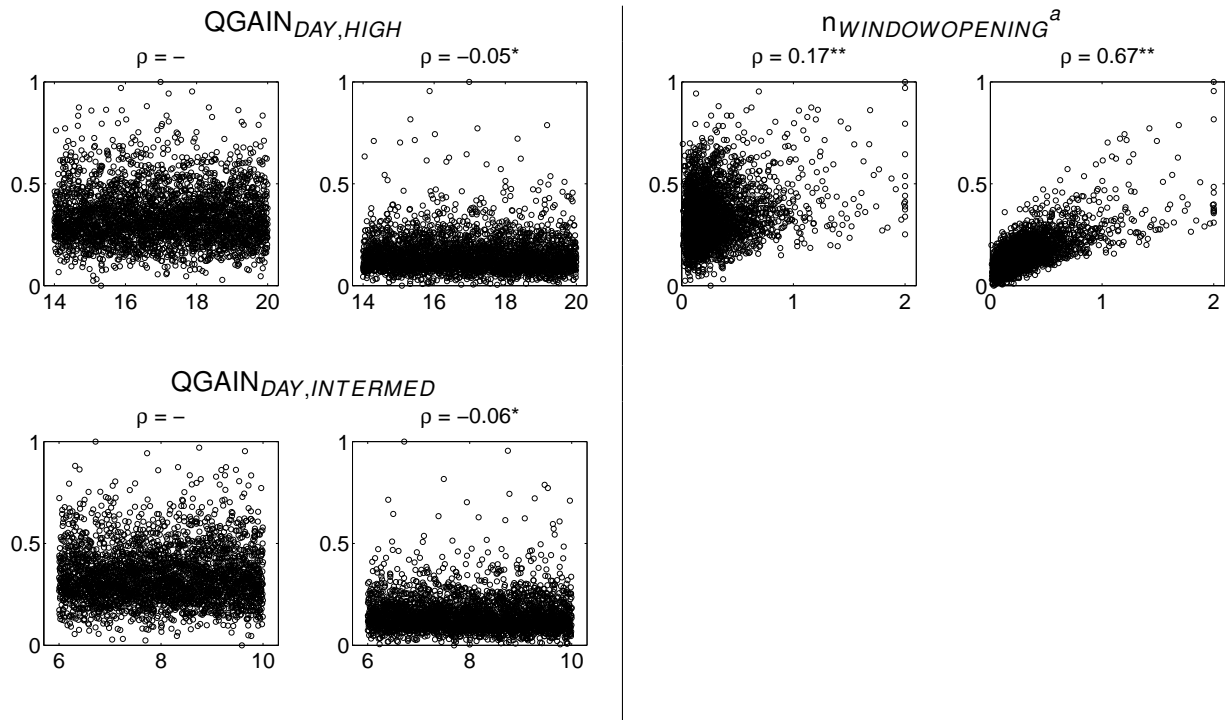 QGAIN_DAY,HIGH
ρ = −
ρ = −0.05*
1
0.5
0
14 16 18 20
1
0.5
0
14 16 18 20
n_WINDOWOPENING^a
ρ = 0.17**
ρ = 0.67**
1
0.5
0
0 1 2
1
0.5
0
0 1 2
QGAIN_DAY,INTERMED
ρ = −
ρ = −0.06*
1
0.5
0
6 8 10
1
0.5
0
6 8 10